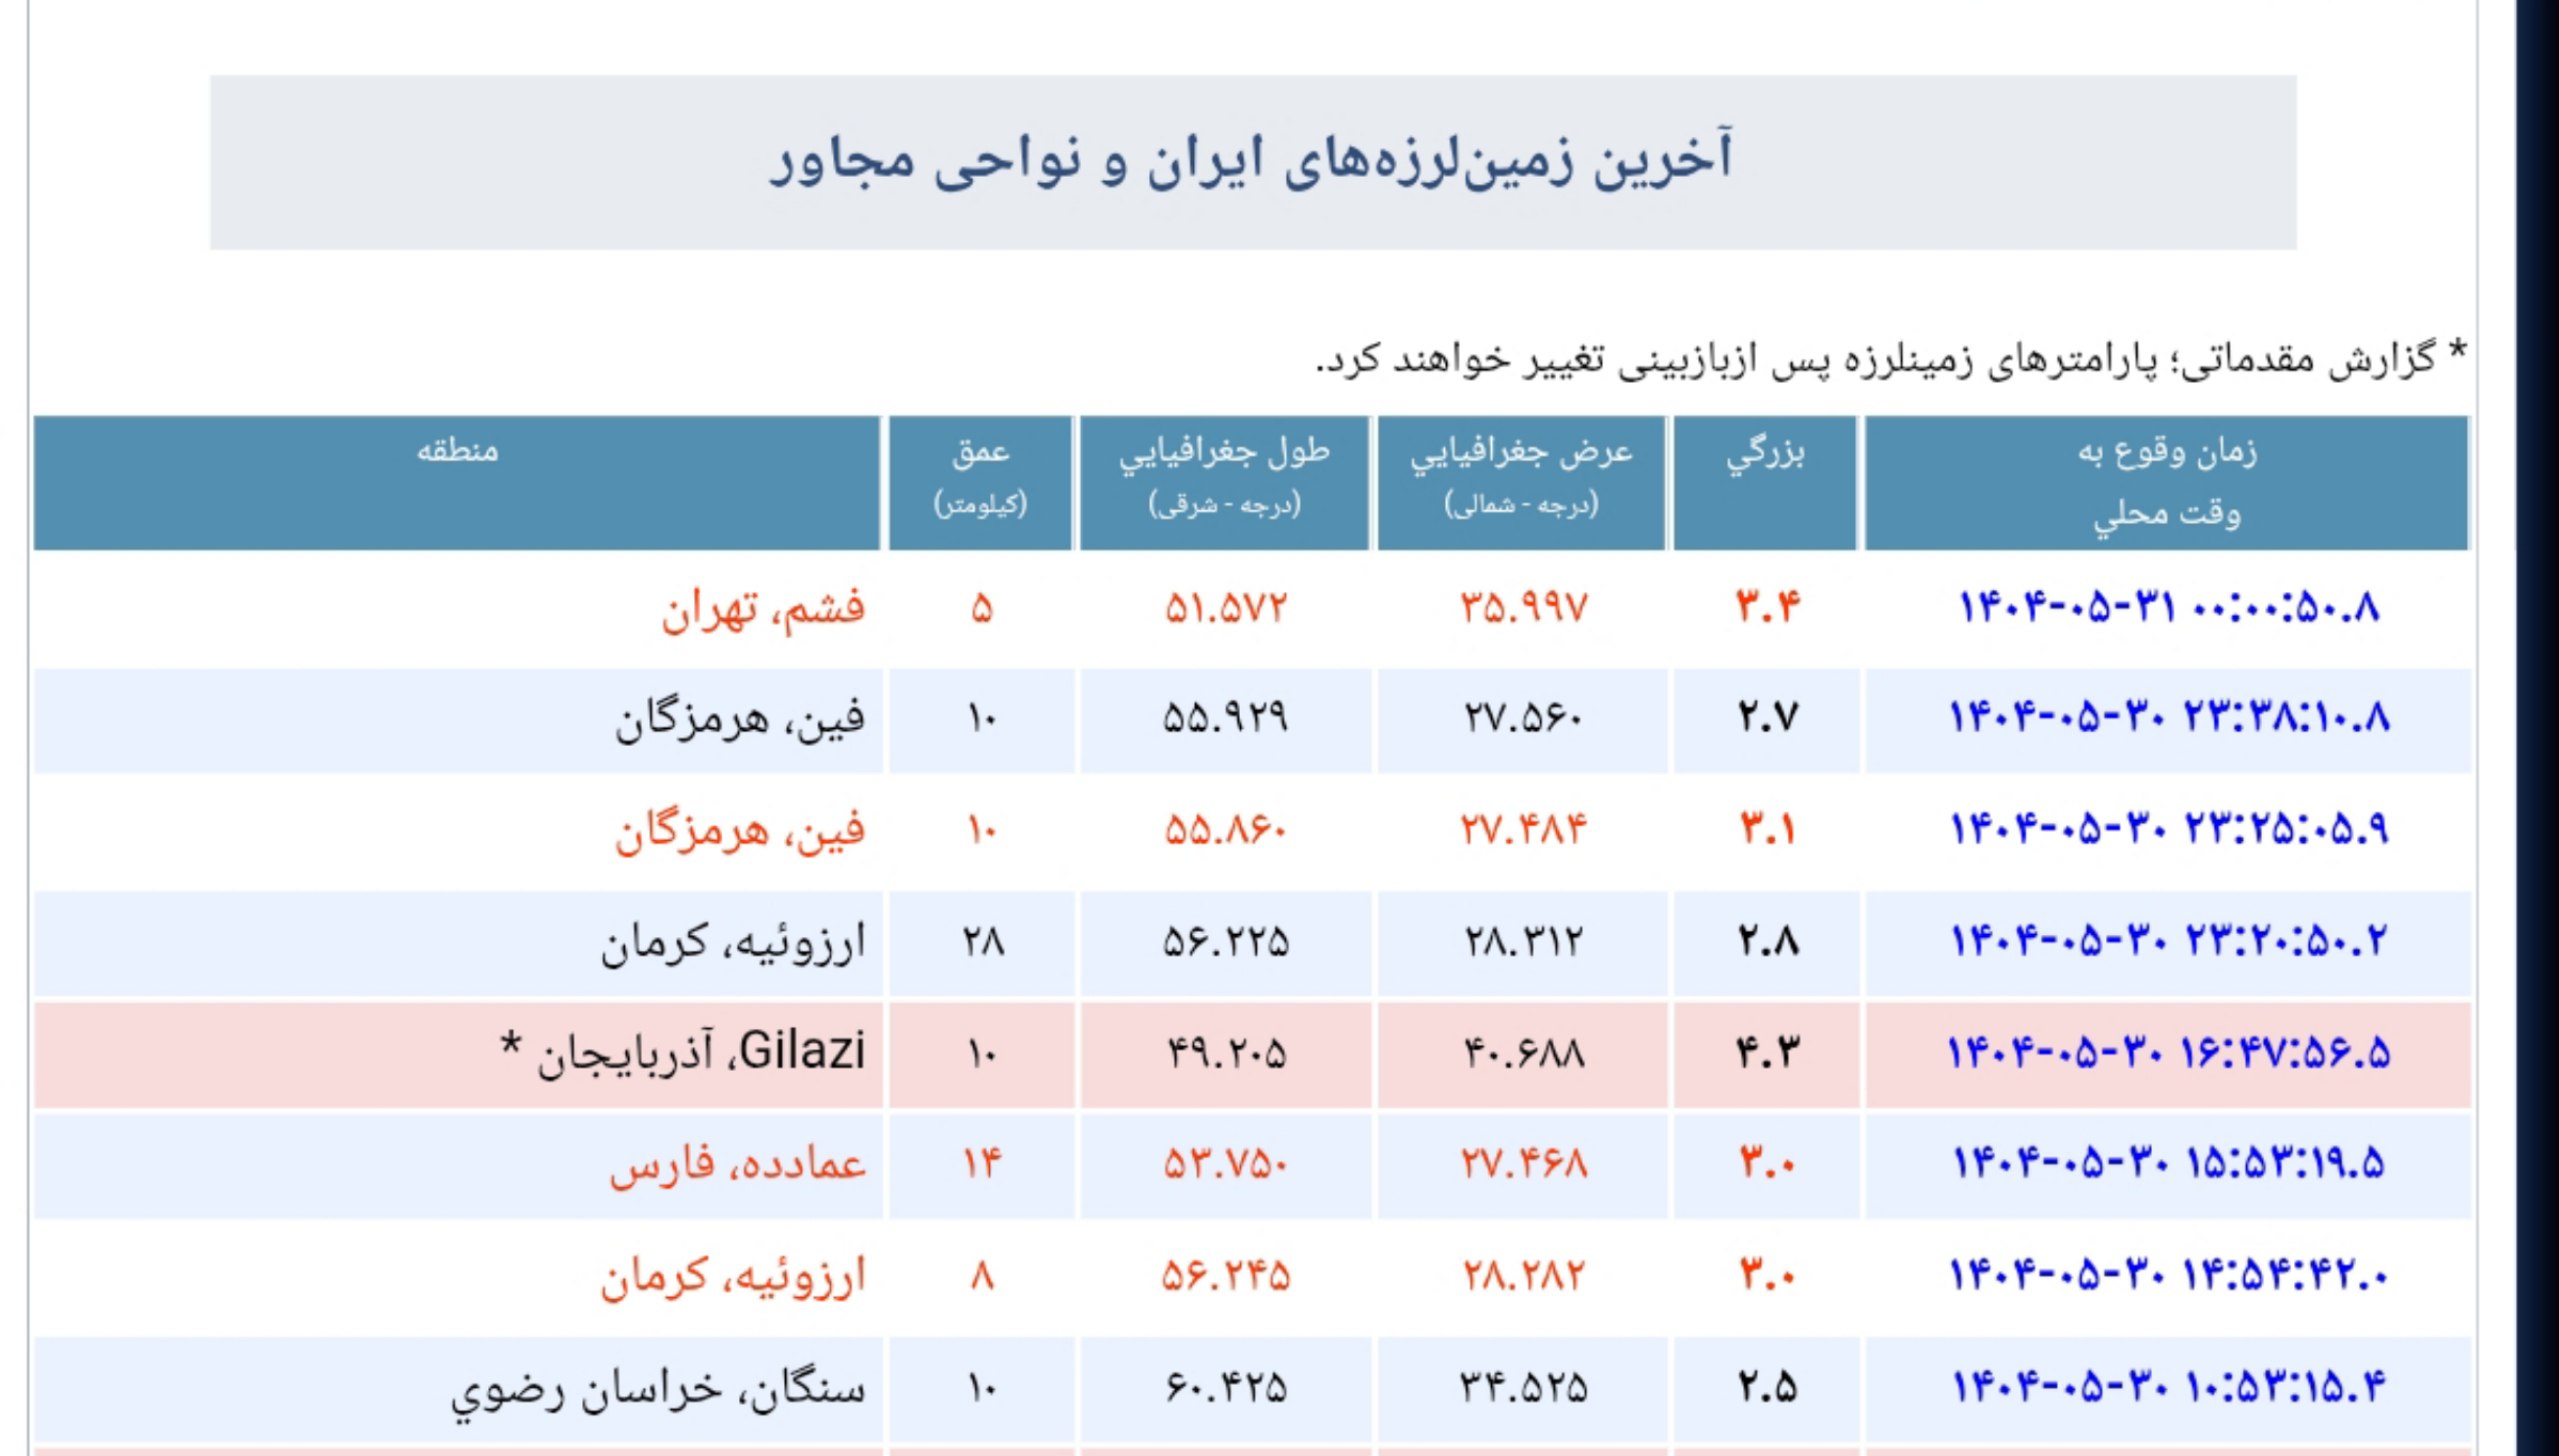 آخرین زمین‌لرزه‌های ایران و نواحی مجاور
* گزارش مقدماتی؛ پارامترهای زمینلرزه پس ازبازبینی تغییر خواهند کرد.
زمان وقوع به وقت محلي بزرگي عرض جغرافيايي (درجه - شمالی) طول جغرافيايي (درجه - شرقی) عمق (کیلومتر) منطقه
۱۴۰۴-۰۵-۳۱ ۰۰:۰۰:۵۰.۸ ۳.۴ ۳۵.۹۹۷ ۵۱.۵۷۲ ۵ فشم، تهران
۱۴۰۴-۰۵-۳۰ ۲۳:۳۸:۱۰.۸ ۲.۷ ۲۷.۵۶۰ ۵۵.۹۲۹ ۱۰ فین، هرمزگان
۱۴۰۴-۰۵-۳۰ ۲۳:۲۵:۰۵.۹ ۳.۱ ۲۷.۴۸۴ ۵۵.۸۶۰ ۱۰ فین، هرمزگان
۱۴۰۴-۰۵-۳۰ ۲۳:۲۰:۵۰.۲ ۲.۸ ۲۸.۳۱۲ ۵۶.۲۲۵ ۲۸ ارزوئیه، کرمان
۱۴۰۴-۰۵-۳۰ ۱۶:۴۷:۵۶.۵ ۴.۳ ۴۰.۶۸۸ ۴۹.۲۰۵ ۱۰ Gilazi، آذربایجان *
۱۴۰۴-۰۵-۳۰ ۱۵:۵۳:۱۹.۵ ۳.۰ ۲۷.۴۶۸ ۵۳.۷۵۰ ۱۴ عمادده، فارس
۱۴۰۴-۰۵-۳۰ ۱۴:۵۴:۴۲.۰ ۳.۰ ۲۸.۲۸۲ ۵۶.۲۴۵ ۸ ارزوئیه، کرمان
۱۴۰۴-۰۵-۳۰ ۱۰:۵۳:۱۵.۴ ۲.۵ ۳۴.۵۲۵ ۶۰.۴۲۵ ۱۰ سنگان، خراسان رضوي